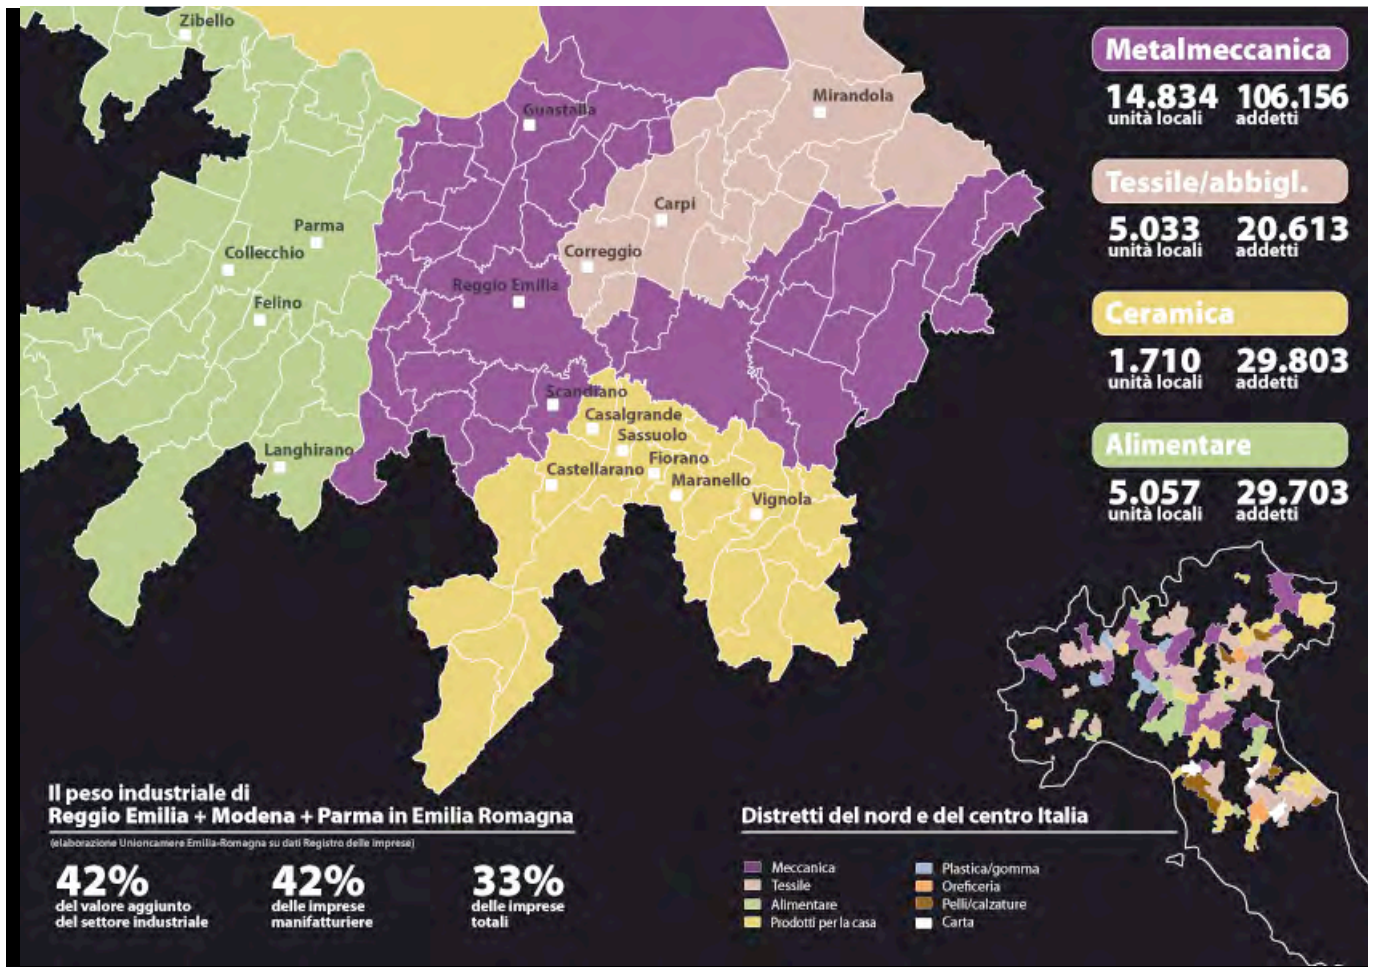 Zibello
Guastalla
Mirandola
Parma
Collecchio
Carpi
Correggio
Felino
Reggio Emilia
Scandiano
Casalgrande
Sassuolo
Langhirano
Fiorano
Castellarano
Maranello
Vignola
Metalmeccanica
14.834 106.156
unità locali addetti
Tessile/abbigl.
5.033 20.613
unità locali addetti
Ceramica
1.710 29.803
unità locali addetti
Alimentare
5.057 29.703
unità locali addetti
Il peso industriale di
Reggio Emilia + Modena + Parma in Emilia Romagna
(elaborazione Unioncamere Emilia-Romagna su dati Registro delle imprese)
42%
del valore aggiunto
del settore industriale
42%
delle imprese
manifatturiere
33%
delle imprese
totali
Distretti del nord e del centro Italia
Meccanica
Tessile
Alimentare
Prodotti per la casa
Plastica/gomma
Oreficeria
Pelli/calzature
Carta